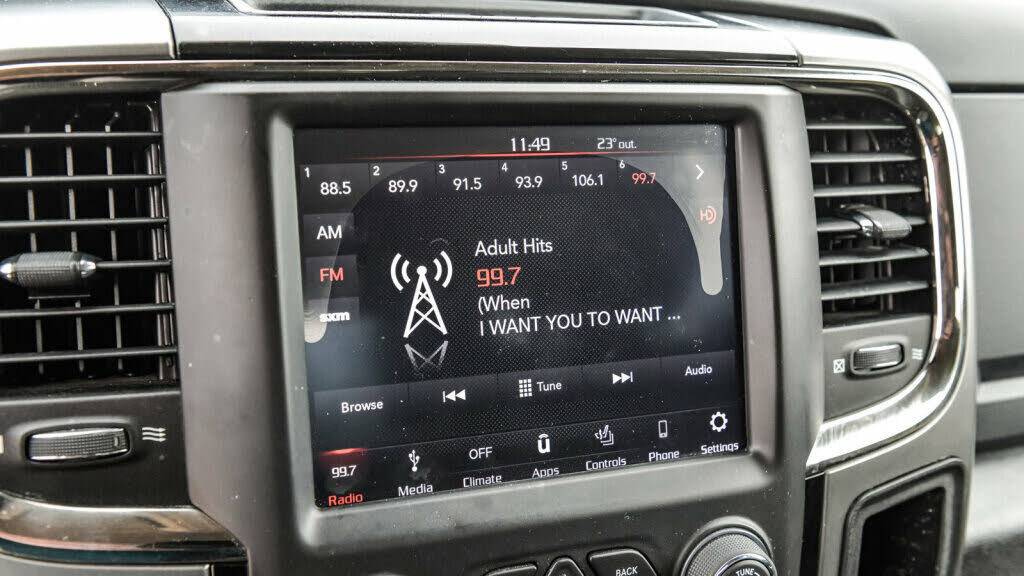 11:49 23° out.
1 88.5 2 89.9 3 91.5 4 93.9 5 106.1 6 99.7
AM
HD
Adult Hits
FM
99.7
(When
sxm
I WANT YOU TO WANT ...
Browse Tune Audio
99.7 OFF
Radio Media Climate Apps Controls Phone Settings
BACK
TUNE